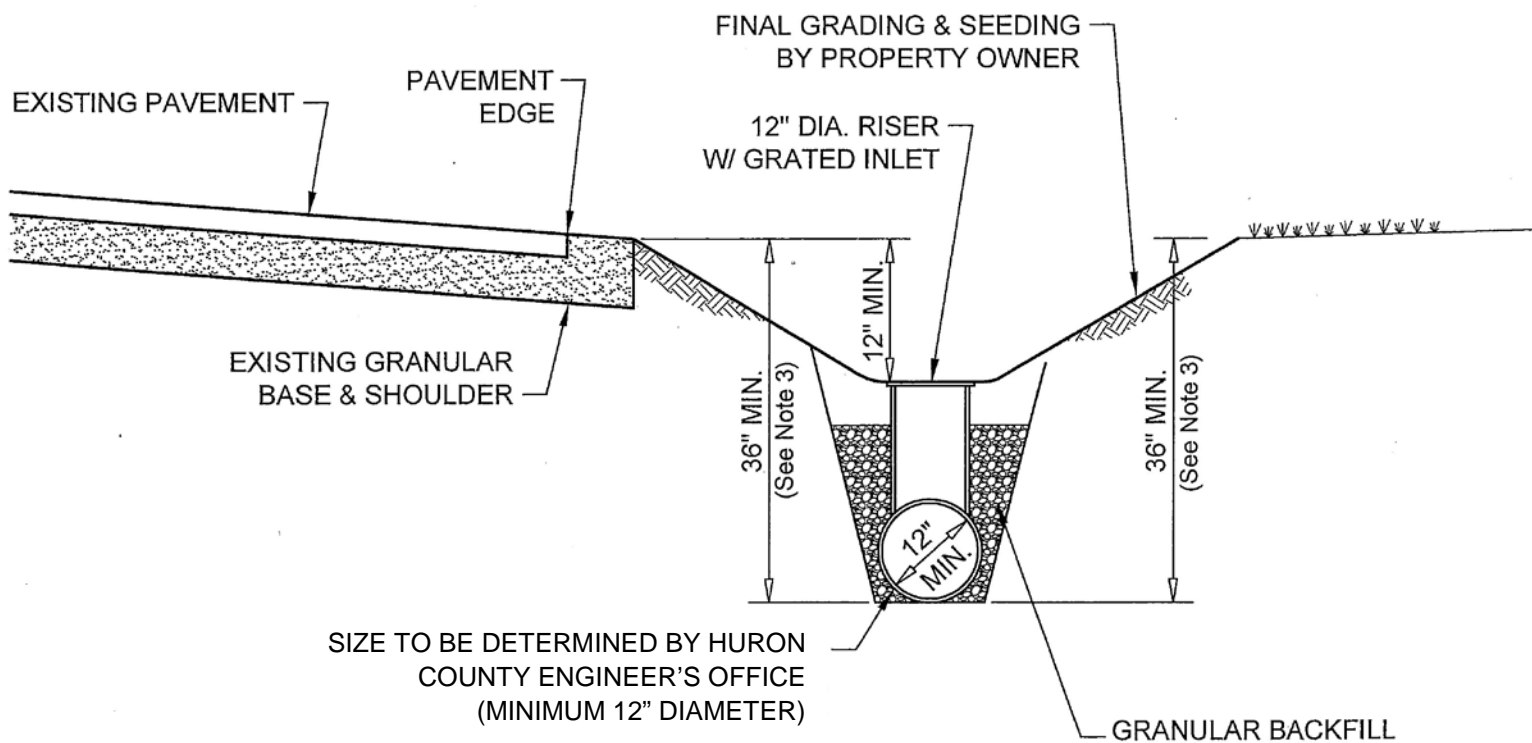 FINAL GRADING & SEEDING
BY PROPERTY OWNER
PAVEMENT
EDGE
EXISTING PAVEMENT
12" DIA. RISER
W/ GRATED INLET
12" MIN.
36" MIN.
(See Note 3)
36" MIN.
(See Note 3)
EXISTING GRANULAR
BASE & SHOULDER
12"
MIN.
SIZE TO BE DETERMINED BY HURON
COUNTY ENGINEER’S OFFICE
(MINIMUM 12” DIAMETER)
GRANULAR BACKFILL